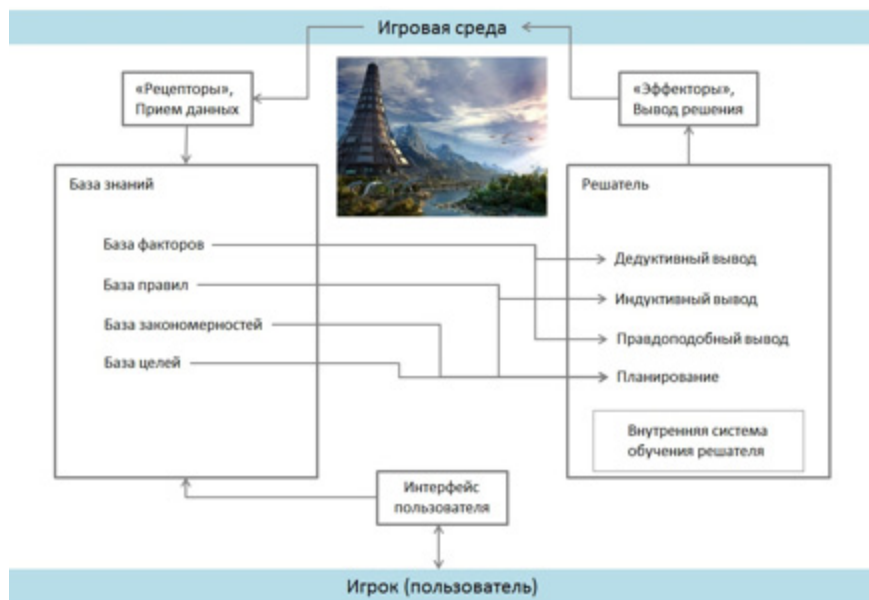 Игровая среда
«Рецепторы»,
Прием данных
«Эффекторы»,
Вывод решения
База знаний
База факторов
База правил
База закономерностей
База целей
Решатель
Дедуктивный вывод
Индуктивный вывод
Правдоподобный вывод
Планирование
Внутренняя система
обучения решателя
Интерфейс
пользователя
Игрок (пользователь)